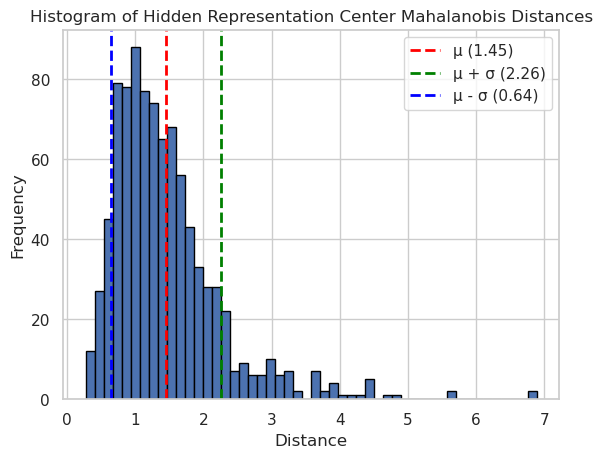 Histogram of Hidden Representation Center Mahalanobis Distances
μ (1.45)
μ + σ (2.26)
μ - σ (0.64)
Frequency
80
60
40
20
0
0 1 2 3 4 5 6 7
Distance